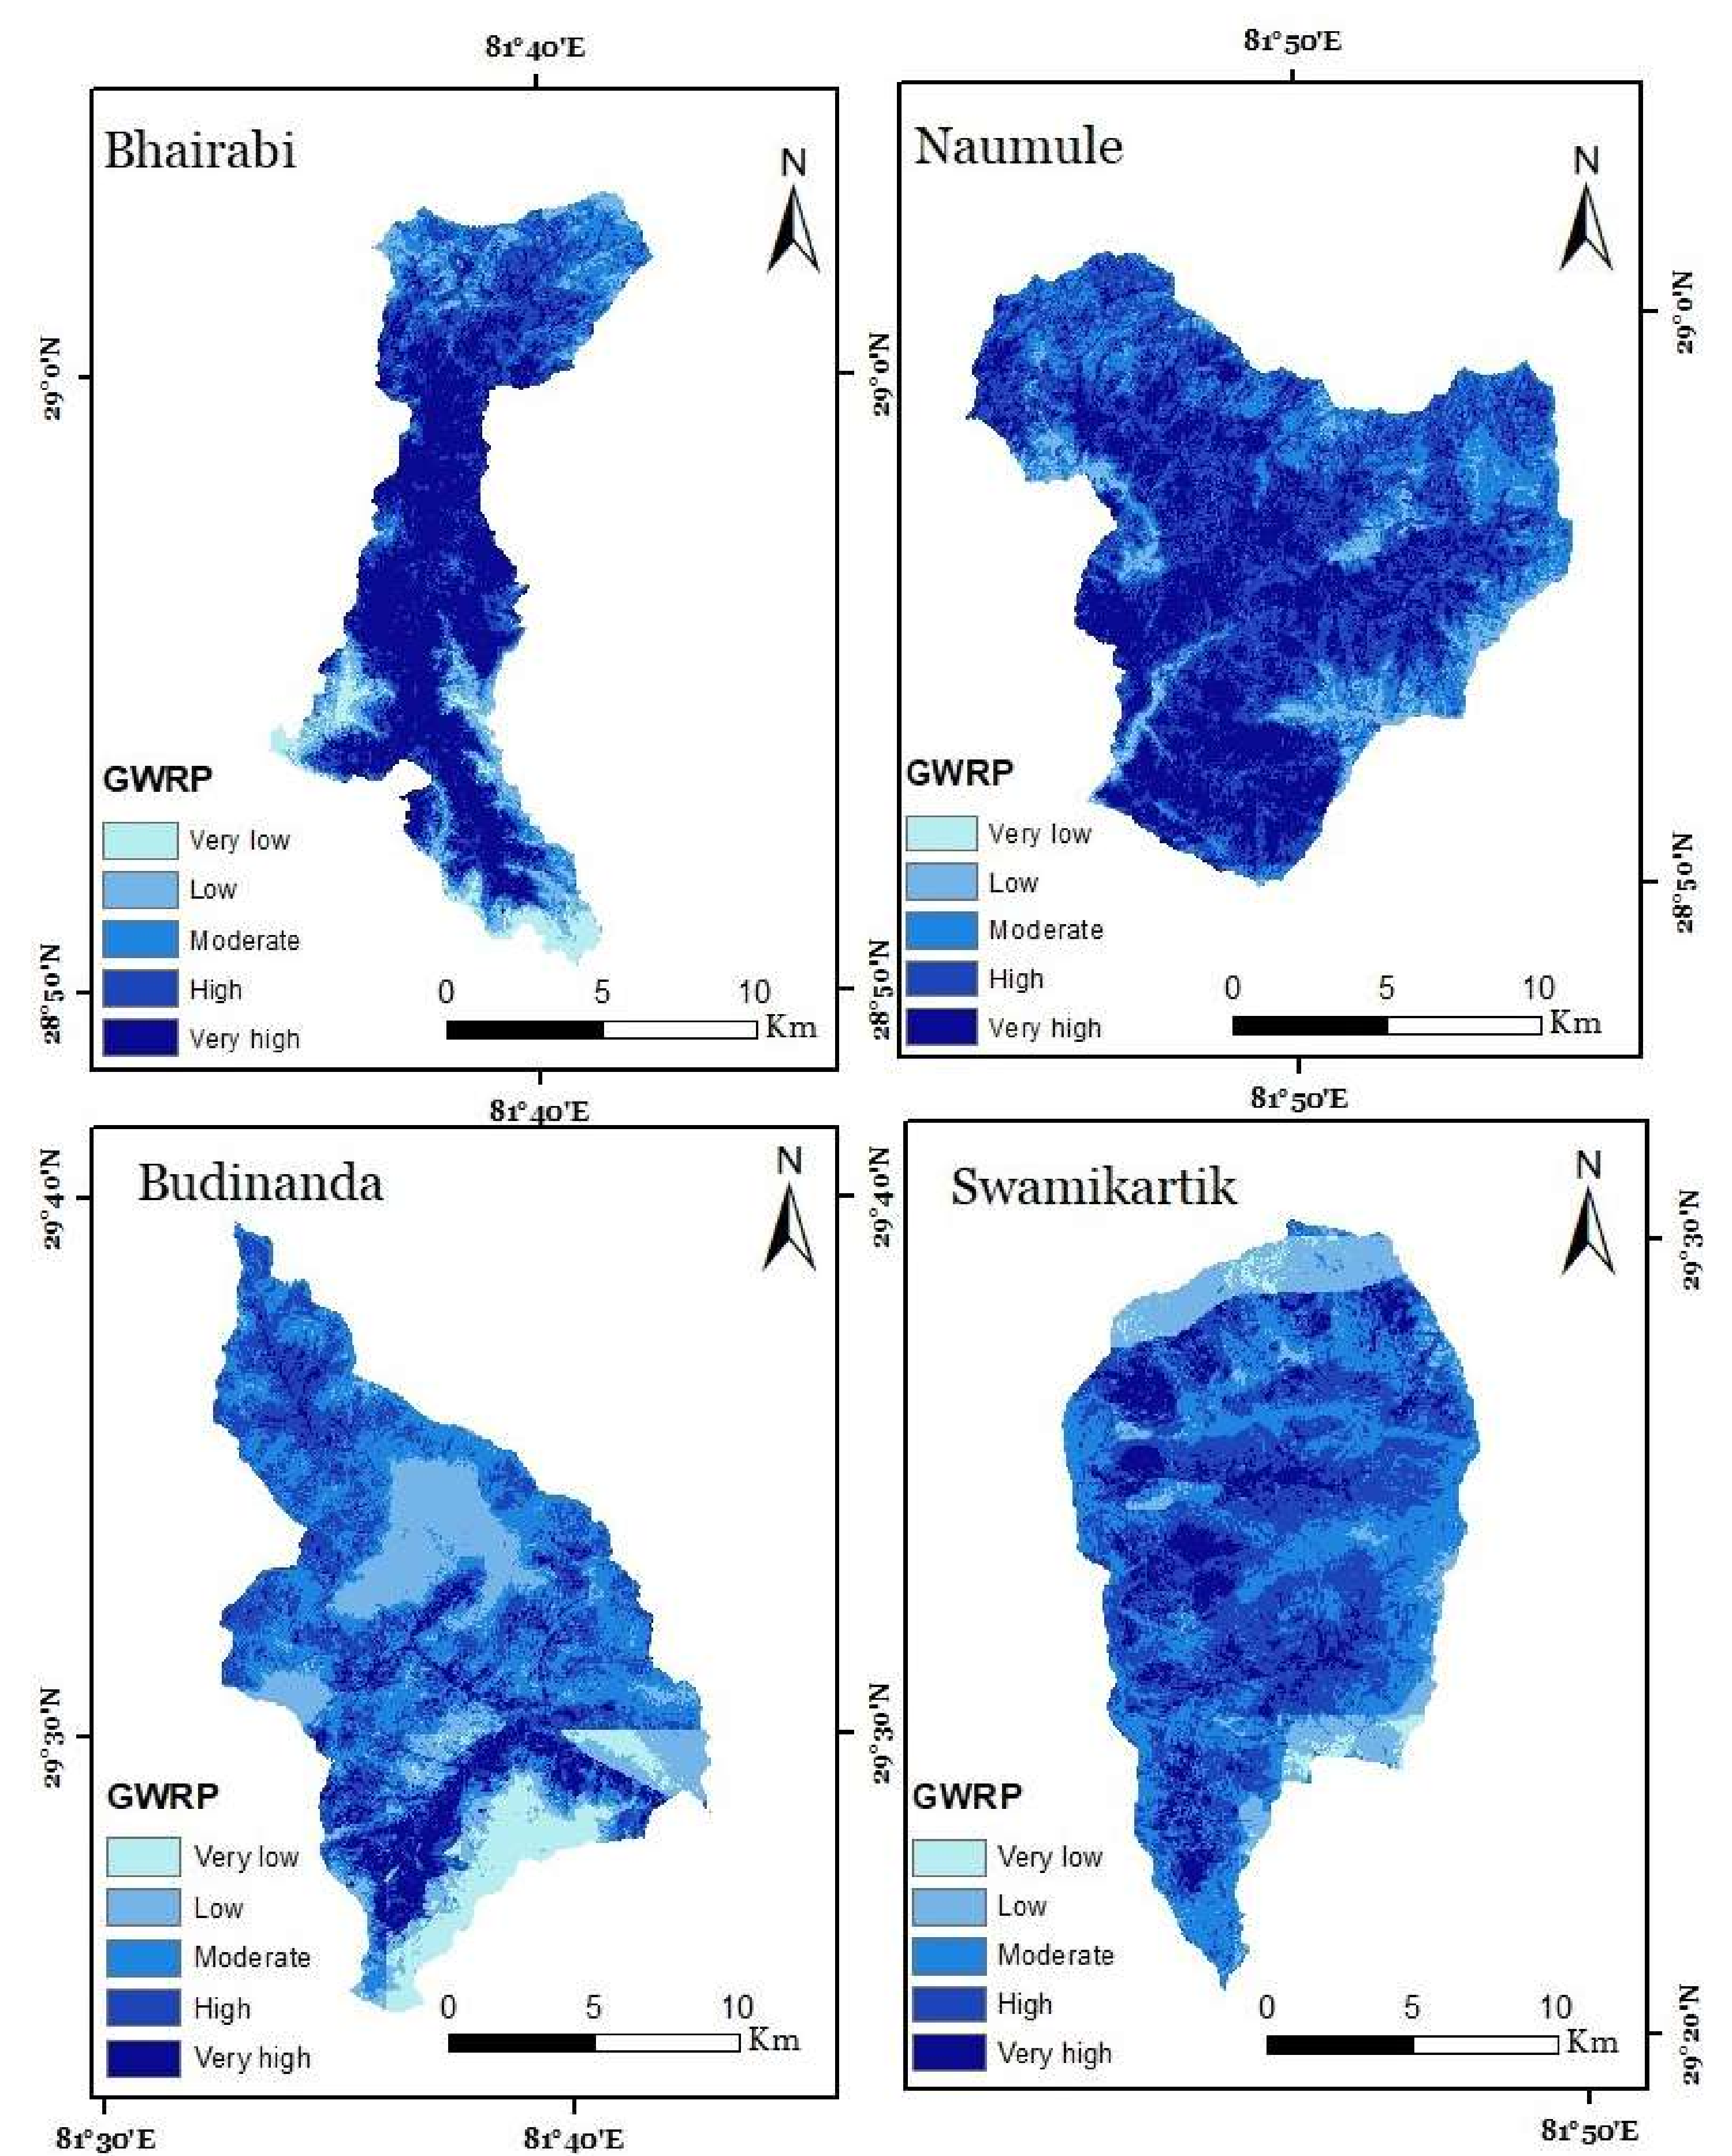 81°40'E
Bhairabi
N
29°0'N
29°0'N
GWRP
Very low
Low
Moderate
High
Very high
28°50'N
28°50'N
0 5 10
Km
81°40'E
81°50'E
Naumule
N
29°0'N
GWRP
Very low
Low
Moderate
High
Very high
28°50'N
0 5 10
Km
81°50'E
Budinanda
N
29°40'N
29°40'N
29°30'N
29°30'N
GWRP
Very low
Low
Moderate
High
Very high
0 5 10
Km
81°30'E
81°40'E
Swamikartik
N
29°30'N
GWRP
Very low
Low
Moderate
High
Very high
0 5 10
Km
29°20'N
81°50'E